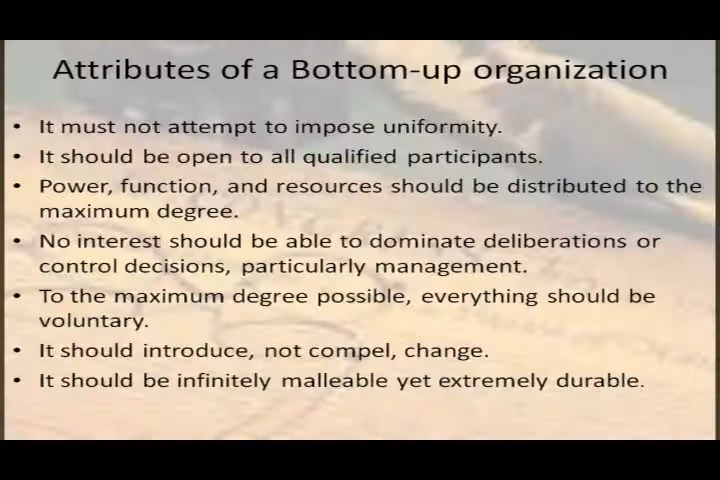 Attributes of a Bottom-up organization
• It must not attempt to impose uniformity.
• It should be open to all qualified participants.
• Power, function, and resources should be distributed to the
maximum degree.
• No interest should be able to dominate deliberations or
control decisions, particularly management.
• To the maximum degree possible, everything should be
voluntary.
• It should introduce, not compel, change.
• It should be infinitely malleable yet extremely durable.